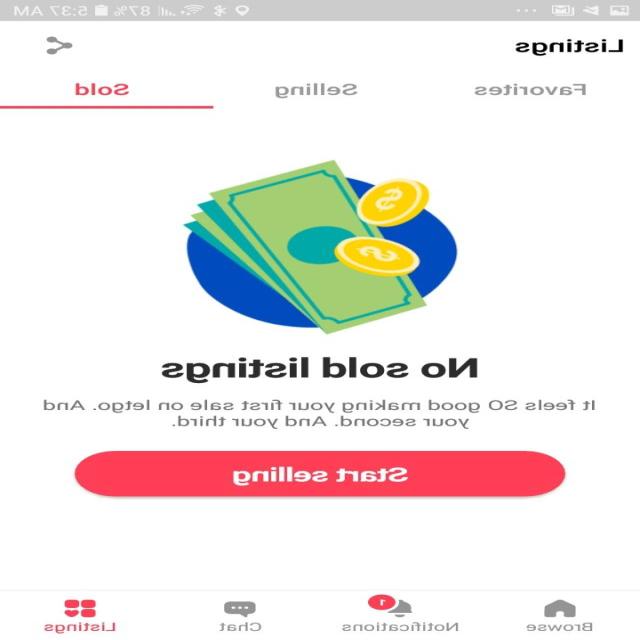 87% 5:37 AM
Listings
Favorites Selling Sold
No sold listings
It feels SO good making your first sale on letgo. And
your second. And your third.
Start selling
1
Browse Notifications Chat Listings